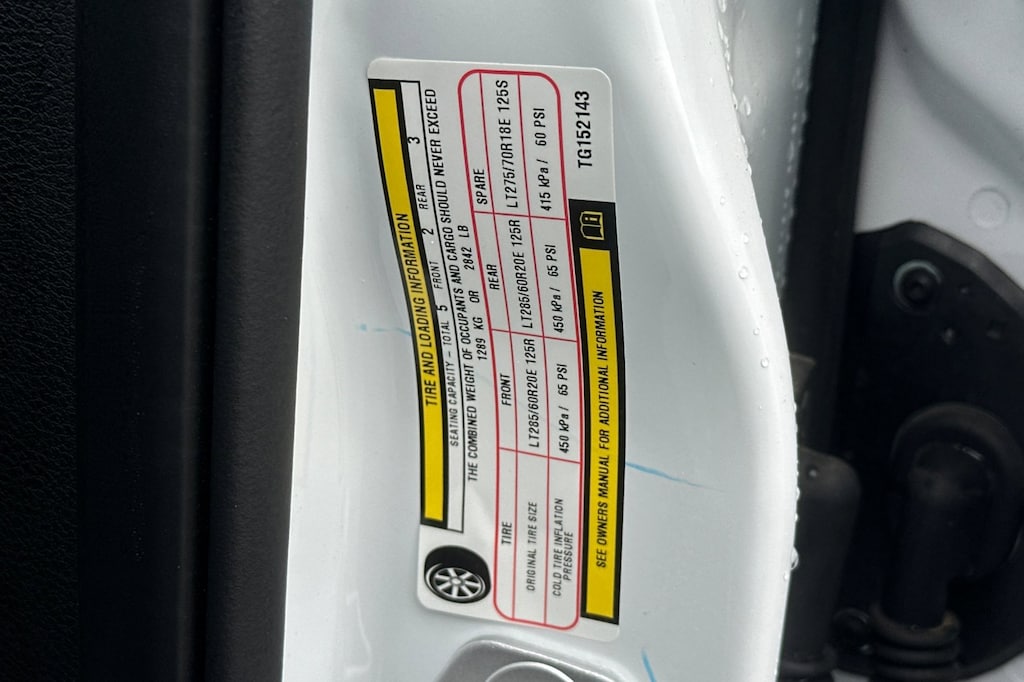 TIRE AND LOADING INFORMATION
SEATING CAPACITY – TOTAL 5 FRONT 2 REAR 3
THE COMBINED WEIGHT OF OCCUPANTS AND CARGO SHOULD NEVER EXCEED
1289 KG OR 2842 LB
TIRE FRONT REAR SPARE
ORIGINAL TIRE SIZE LT285/60R20E 125R LT285/60R20E 125R LT275/70R18E 125S
COLD TIRE INFLATION PRESSURE 450 kPa / 65 PSI 450 kPa / 65 PSI 415 kPa / 60 PSI
SEE OWNERS MANUAL FOR ADDITIONAL INFORMATION
TG152143